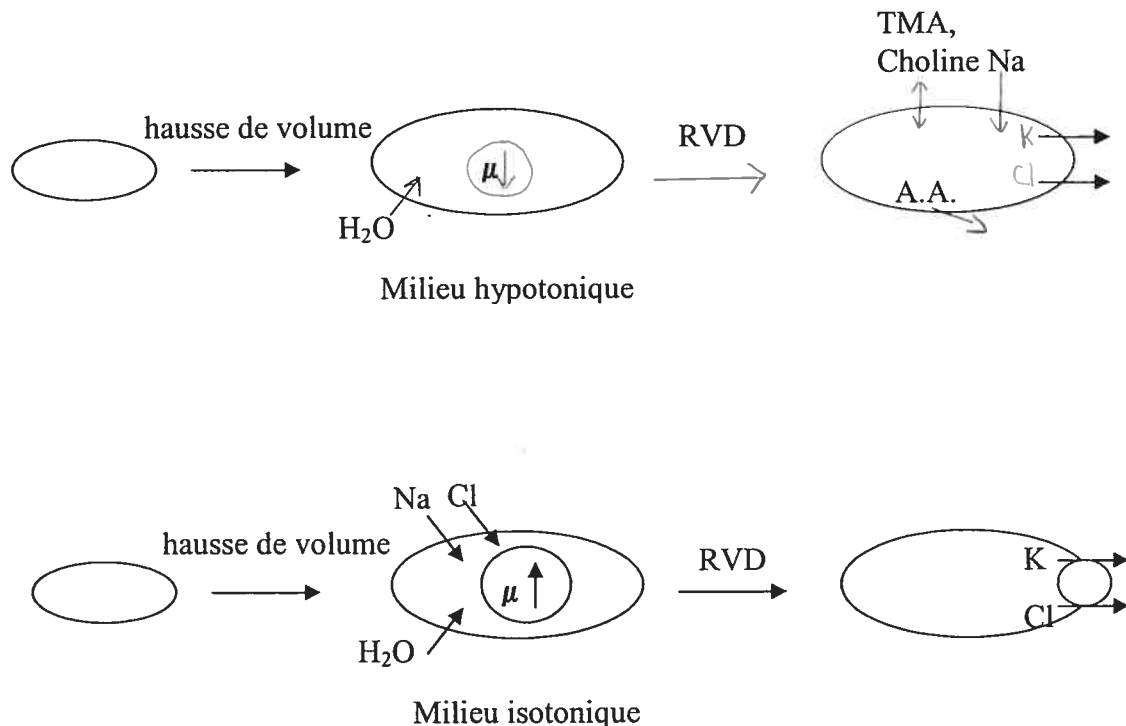 TMA,
Choline Na
hausse de volume
RVD
μ↓
K
Cl
A.A.
H₂O
Milieu hypotonique
Na Cl
hausse de volume
RVD
μ↑
K
Cl
H₂O
Milieu isotonique